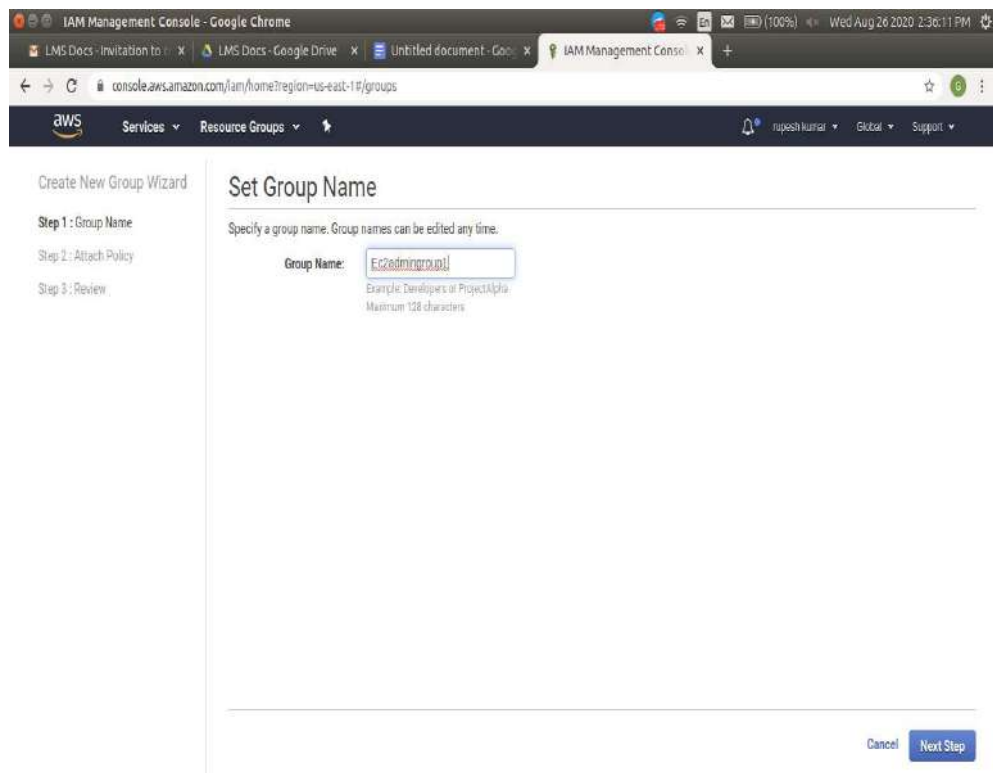 IAM Management Console - Google Chrome
En (100%) Wed Aug 26 2020 2:36:11 PM
LMS Docs - Invitation to
LMS Docs - Google Drive
Untitled document - Goo
IAM Management Consol
console.aws.amazon.com/iam/home?region=us-east-1#/groups
G
aws
Services
Resource Groups
rupesh kumar
Global
Support
Create New Group Wizard
Step 1 : Group Name
Step 2 : Attach Policy
Step 3 : Review
Set Group Name
Specify a group name. Group names can be edited any time.
Group Name:
Ec2admingroup1
Example: Developers or ProjectAlpha
Maximum 128 characters
Cancel
Next Step